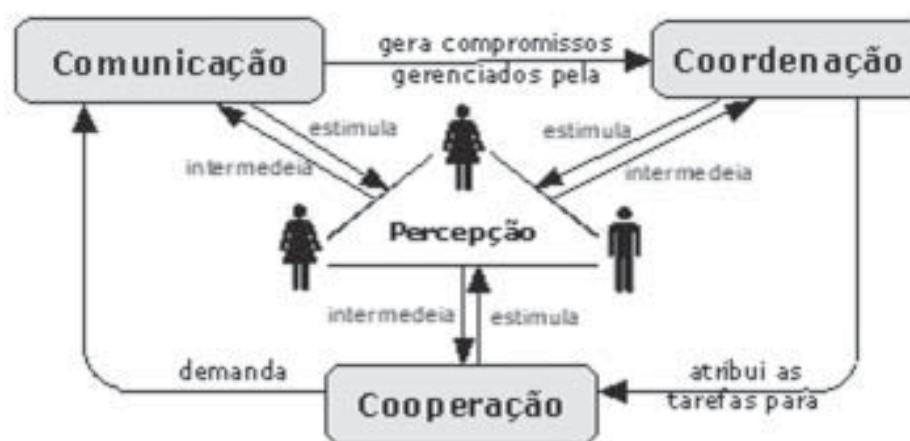 Comunicação
gera compromissos
gerenciados pela
Coordenação
estimula
intermedeia
estimula
intermedeia
Percepção
intermedeia
estimula
demanda
Cooperação
atribui as
tarefas para